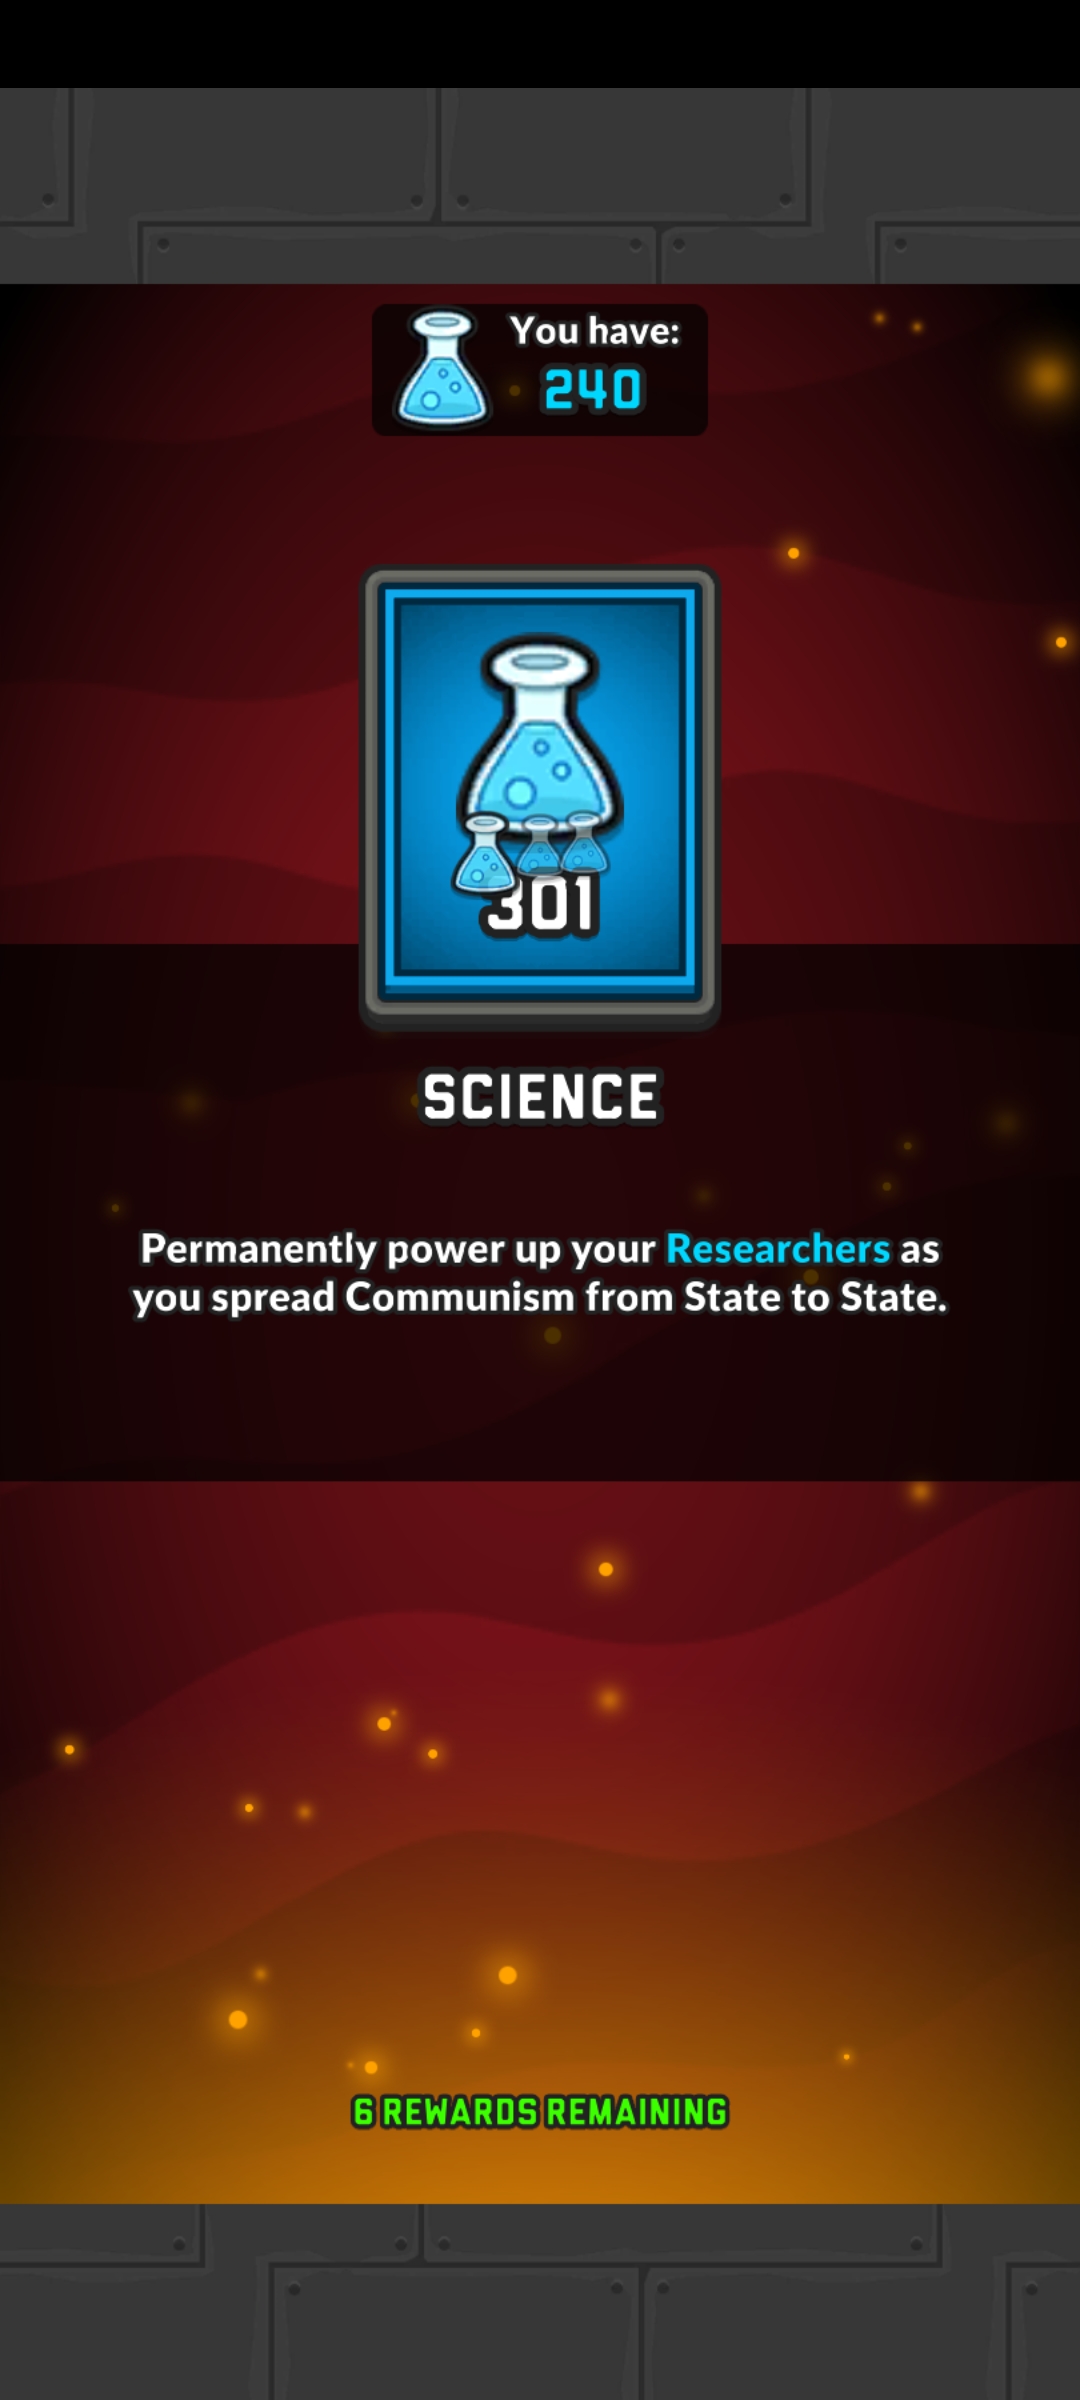 You have:
240
301
SCIENCE
Permanently power up your Researchers as
you spread Communism from State to State.
6 REWARDS REMAINING